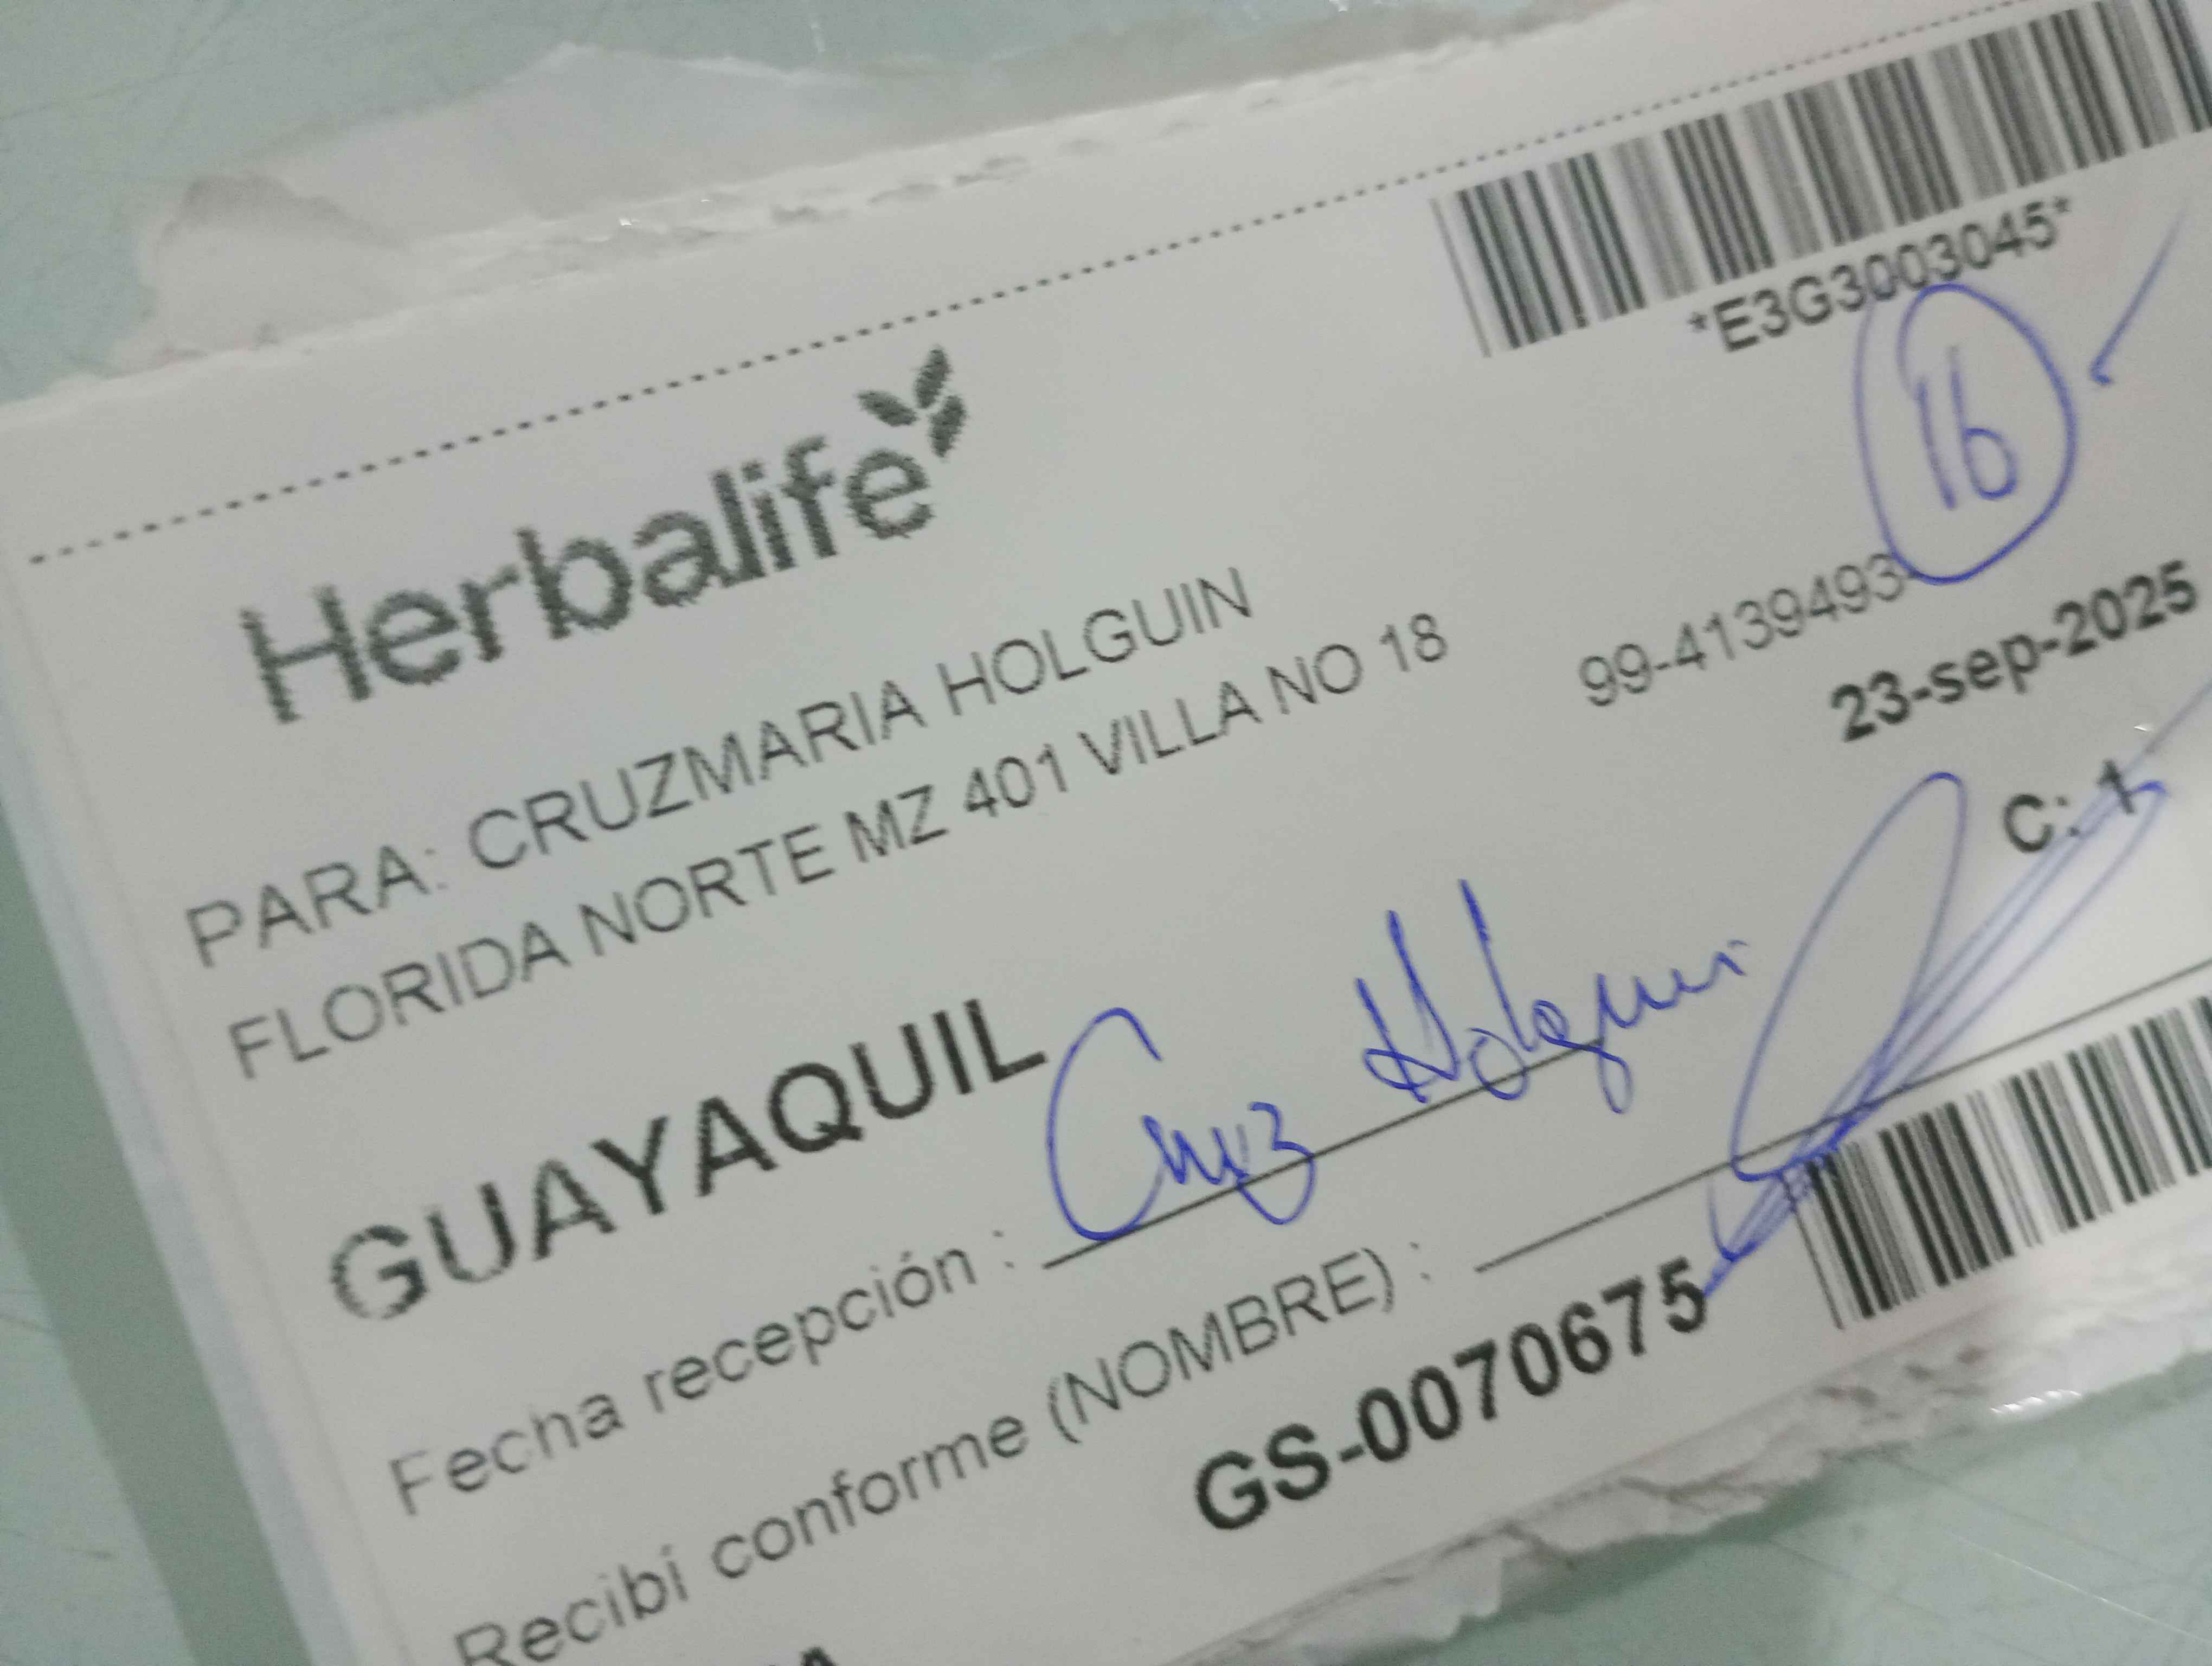 *E3G3003045*
16
Herbalife
PARA: CRUZMARIA HOLGUIN
99-4139493
FLORIDA NORTE MZ 401 VILLA NO 18
23-sep-2025
C: 1
GUAYAQUIL
Fecha recepción : Cruz Holguin
Recibí conforme (NOMBRE) :
GS-0070675